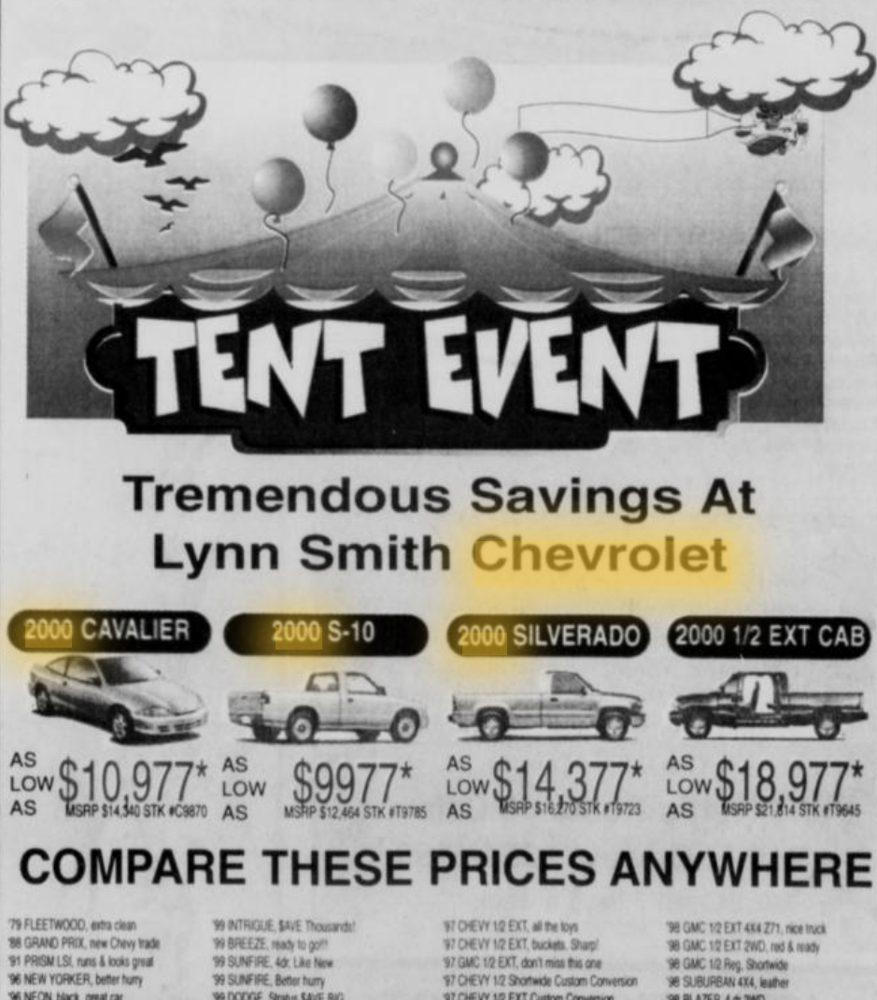 TENT EVENT
Tremendous Savings At
Lynn Smith Chevrolet
2000 CAVALIER
AS LOW AS $10,977*
MSRP $14,340 STK #C9870
2000 S-10
AS LOW AS $9977*
MSRP $12,464 STK #T9785
2000 SILVERADO
AS LOW AS $14,377*
MSRP $16,270 STK #T9723
2000 1/2 EXT CAB
AS LOW AS $18,977*
MSRP $21,814 STK #T9645
COMPARE THESE PRICES ANYWHERE
'79 FLEETWOOD, extra clean
'88 GRAND PRIX, new Chevy trade
'91 PRISM LSI, runs & looks great
'96 NEW YORKER, better hurry
'96 NEON, black, great car
'99 INTRIGUE, $AVE Thousands!
'99 BREEZE, ready to go!!!
'99 SUNFIRE, 4dr. Like New
'99 SUNFIRE, Better hurry
'99 DODGE, Stratus $AVE BIG
'97 CHEVY 1/2 EXT, all the toys
'97 CHEVY 1/2 EXT, buckets. Sharp!
'97 GMC 1/2 EXT, don't miss this one
'97 CHEVY 1/2 Shortwide Custom Conversion
'97 CHEVY 1/2 EXT Custom Conversion
'98 GMC 1/2 EXT 4X4 Z71, nice truck
'98 GMC 1/2 EXT 2WD, red & ready
'98 GMC 1/2 Reg, Shortwide
'98 SUBURBAN 4X4, leather
'98 BLAZER, 4 dr 2WD